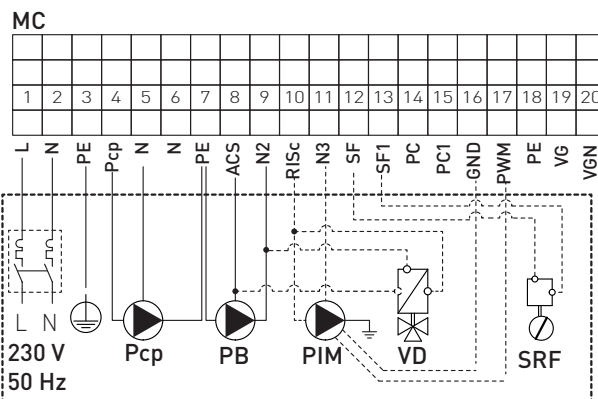 MC
1 2 3 4 5 6 7 8 9 10 11 12 13 14 15 16 17 18 19 20
L N PE Pcp N N PE ACS N2 RISc N3 SF SF1 PC PC1 GND PWM PE VG VGN
L N
230 V
50 Hz
Pcp PB PIM VD SRF